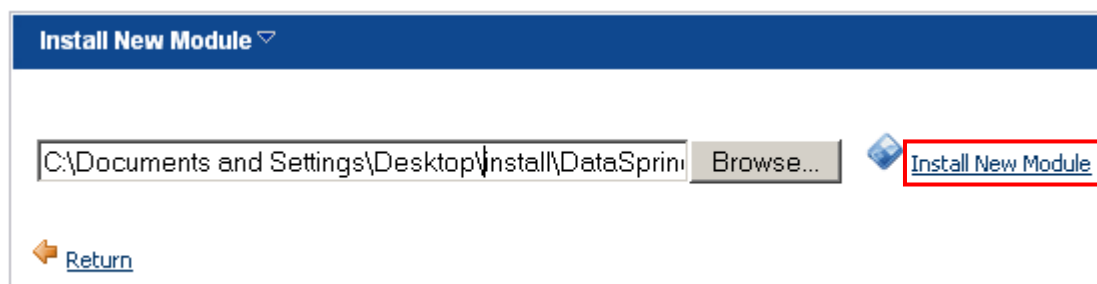 Install New Module
C:\Documents and Settings\Desktop\install\DataSprin Browse... Install New Module
Return